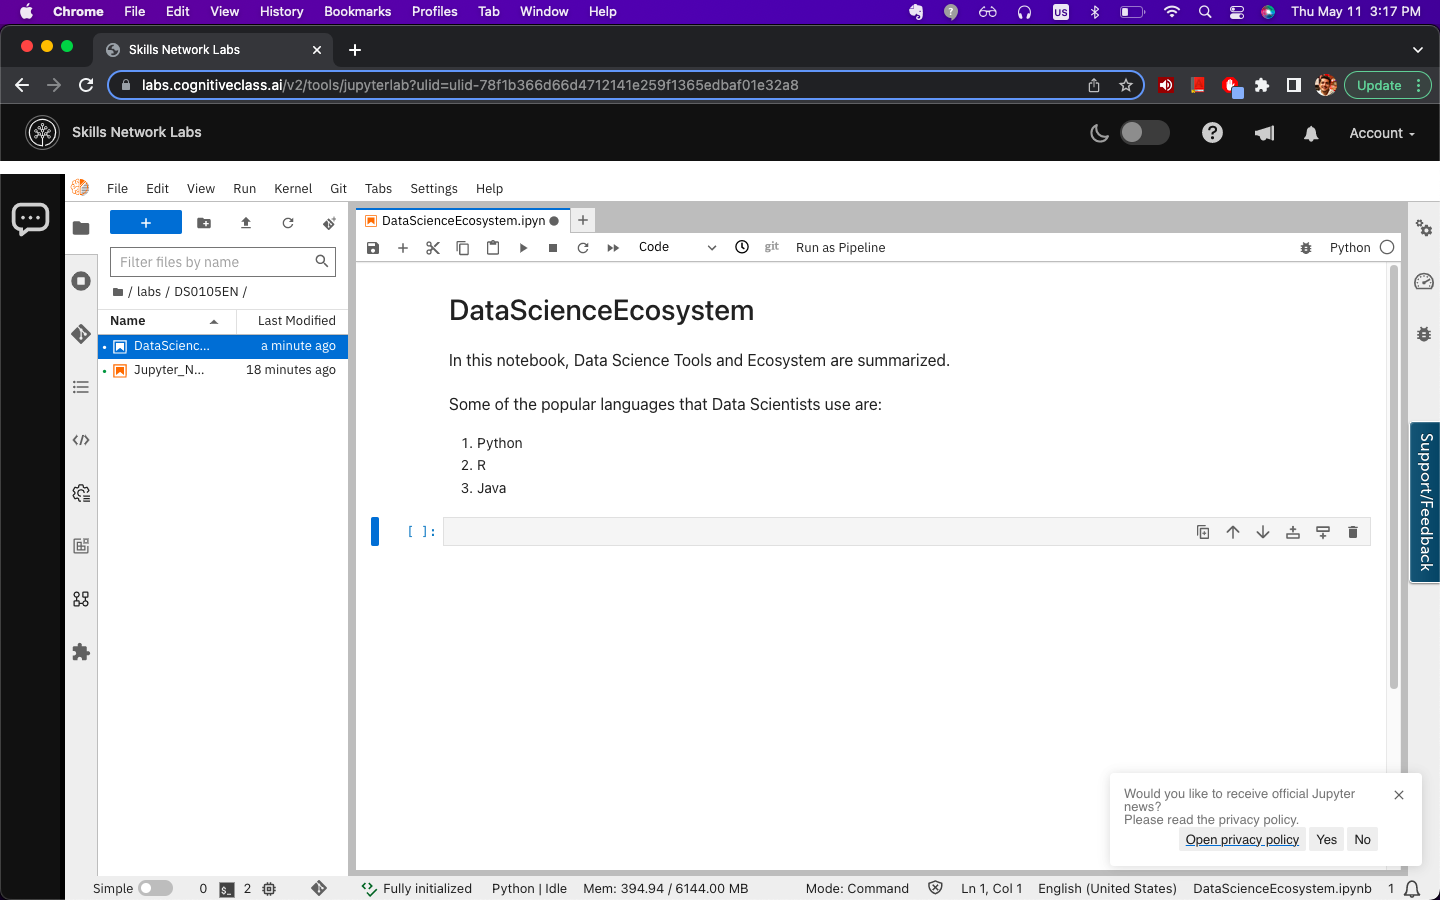 Chrome File Edit View History Bookmarks Profiles Tab Window Help US Thu May 11 3:17 PM
Skills Network Labs
labs.cognitiveclass.ai/v2/tools/jupyterlab?ulid=ulid-78f1b366d66d4712141e259f1365edbaf01e32a8 Update
Skills Network Labs Account
File Edit View Run Kernel Git Tabs Settings Help
DataScienceEcosystem.ipyn
Code git Run as Pipeline Python
Filter files by name
/ labs / DS0105EN /
Name Last Modified
DataScienc... a minute ago
Jupyter_N... 18 minutes ago
DataScienceEcosystem
In this notebook, Data Science Tools and Ecosystem are summarized.
Some of the popular languages that Data Scientists use are:
1. Python
2. R
3. Java
[ ]:
Support/Feedback
Would you like to receive official Jupyter
news?
Please read the privacy policy.
Open privacy policy Yes No
Simple 0 $_ 2 Fully initialized Python | Idle Mem: 394.94 / 6144.00 MB Mode: Command Ln 1, Col 1 English (United States) DataScienceEcosystem.ipynb 1